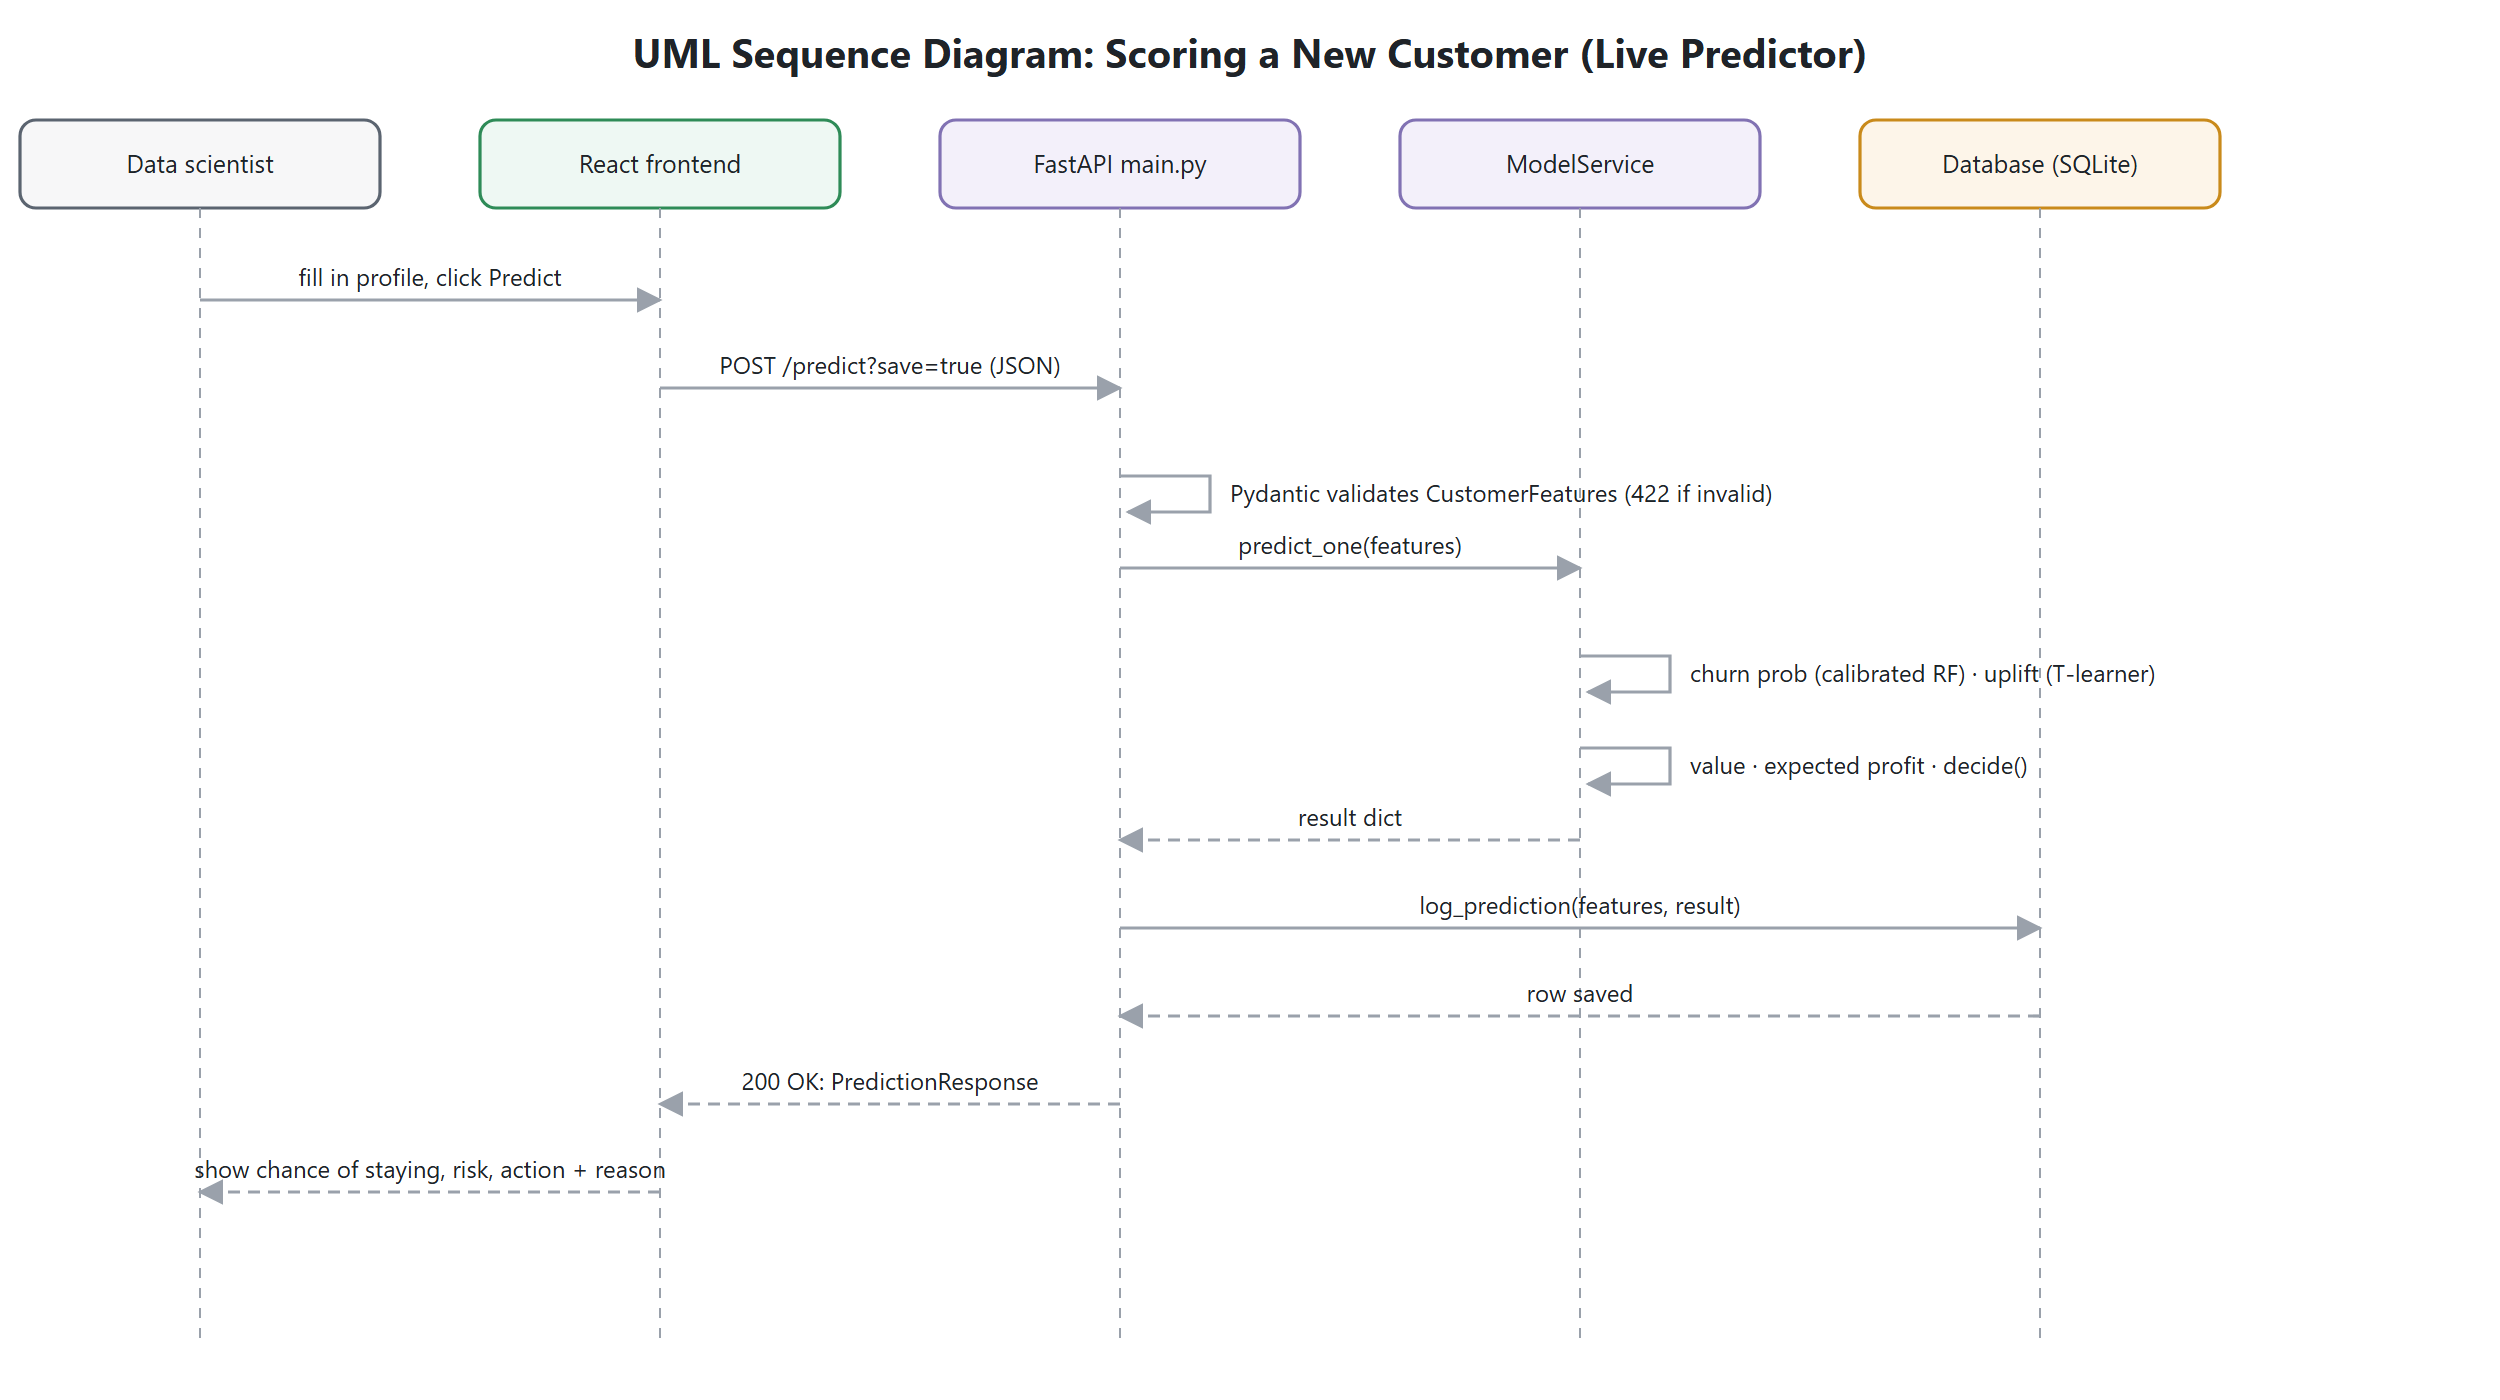 UML Sequence Diagram: Scoring a New Customer (Live Predictor)
Data scientist
React frontend
FastAPI main.py
ModelService
Database (SQLite)
fill in profile, click Predict
POST /predict?save=true (JSON)
Pydantic validates CustomerFeatures (422 if invalid)
predict_one(features)
churn prob (calibrated RF) · uplift (T-learner)
value · expected profit · decide()
result dict
log_prediction(features, result)
row saved
200 OK: PredictionResponse
show chance of staying, risk, action + reason